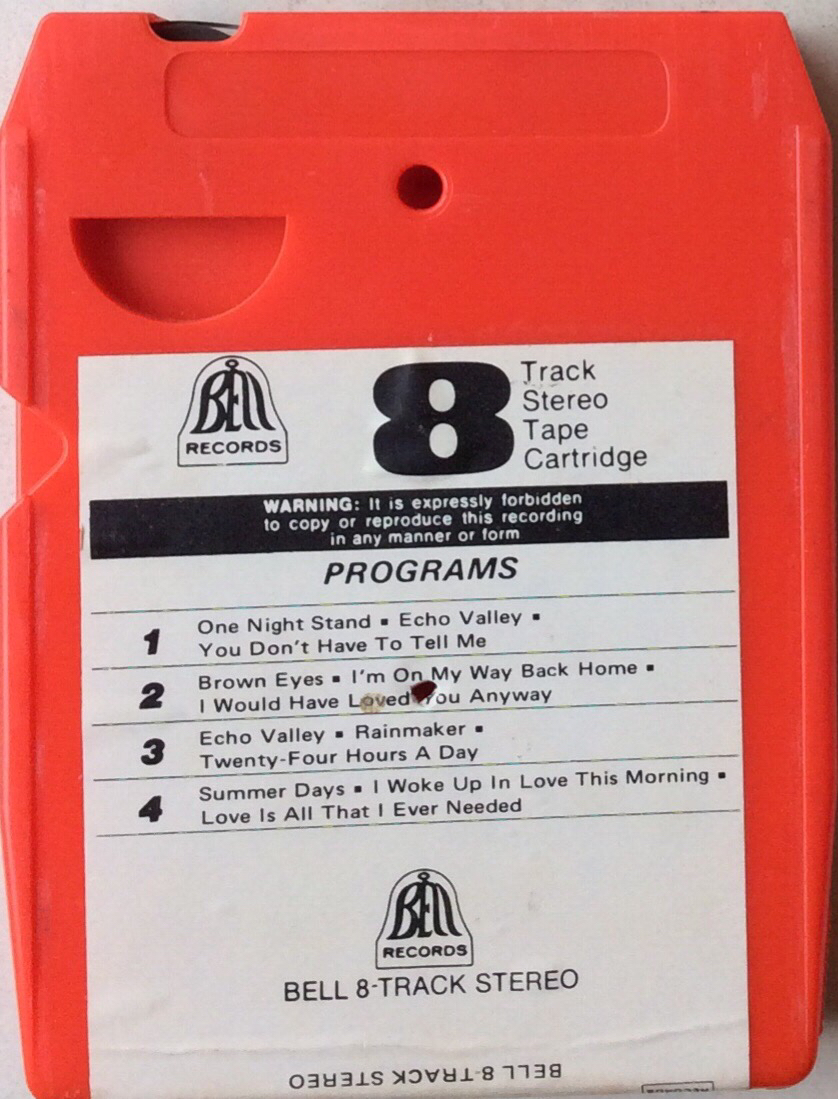 BELL
RECORDS
8
Track
Stereo
Tape
Cartridge
WARNING: It is expressly forbidden
to copy or reproduce this recording
in any manner or form
PROGRAMS
1 One Night Stand ▪ Echo Valley ▪
You Don't Have To Tell Me
2 Brown Eyes ▪ I'm On My Way Back Home ▪
I Would Have Loved You Anyway
3 Echo Valley ▪ Rainmaker ▪
Twenty-Four Hours A Day
4 Summer Days ▪ I Woke Up In Love This Morning ▪
Love Is All That I Ever Needed
BELL
RECORDS
BELL 8-TRACK STEREO
BELL 8-TRACK STEREO
RECORDS